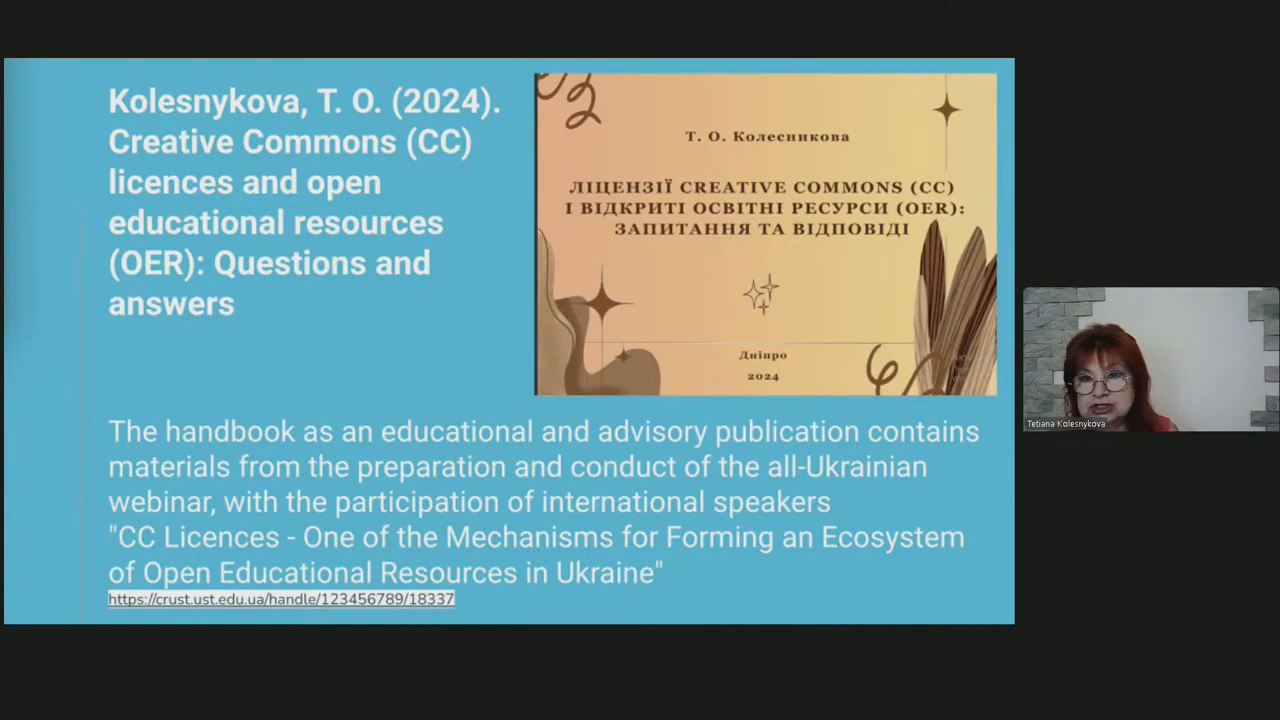 Kolesnykova, T. O. (2024).
Creative Commons (CC)
licences and open
educational resources
(OER): Questions and
answers
Т. О. Колесникова
ЛІЦЕНЗІЇ CREATIVE COMMONS (CC)
І ВІДКРИТІ ОСВІТНІ РЕСУРСИ (OER):
ЗАПИТАННЯ ТА ВІДПОВІДІ
Дніпро
2024
The handbook as an educational and advisory publication contains
materials from the preparation and conduct of the all-Ukrainian
webinar, with the participation of international speakers
"CC Licences - One of the Mechanisms for Forming an Ecosystem
of Open Educational Resources in Ukraine"
https://crust.ust.edu.ua/handle/123456789/18337
Tetiana Kolesnykova